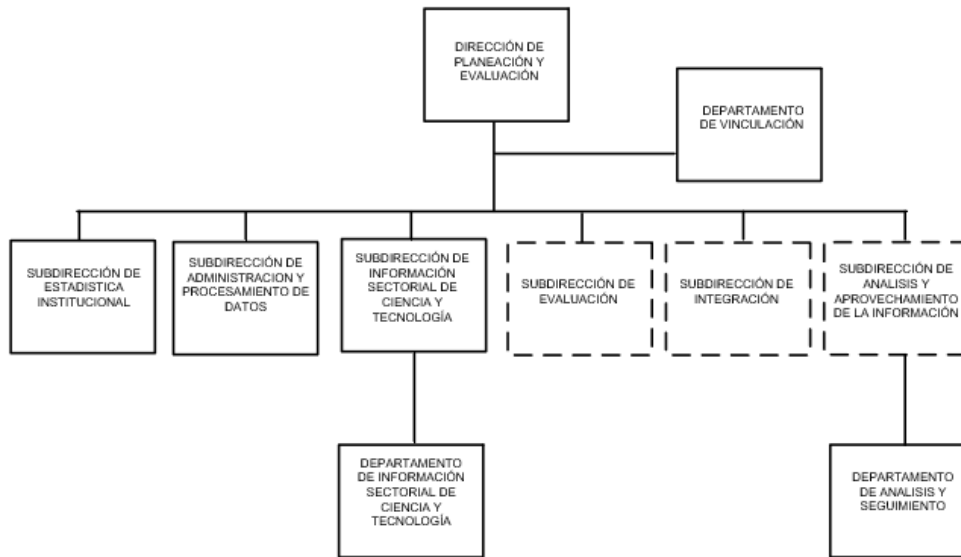 DIRECCIÓN DE
PLANEACIÓN Y
EVALUACIÓN
DEPARTAMENTO
DE VINCULACIÓN
SUBDIRECCIÓN DE
ESTADISTICA
INSTITUCIONAL
SUBDIRECCIÓN DE
ADMINISTRACION Y
PROCESAMIENTO DE
DATOS
SUBDIRECCIÓN DE
INFORMACIÓN
SECTORIAL DE
CIENCIA Y
TECNOLOGÍA
SUBDIRECCIÓN DE
EVALUACIÓN
SUBDIRECCIÓN DE
INTEGRACIÓN
SUBDIRECCIÓN DE
ANALISIS Y
APROVECHAMIENTO
DE LA INFORMACIÓN
DEPARTAMENTO
DE INFORMACIÓN
SECTORIAL DE
CIENCIA Y
TECNOLOGÍA
DEPARTAMENTO
DE ANALISIS Y
SEGUIMIENTO